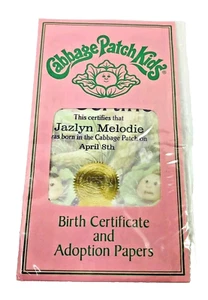 Cabbage Patch Kids®
This certifies that
Jazlyn Melodie
as born in the Cabbage Patch on
April 8th
Birth Certificate
and
Adoption Papers